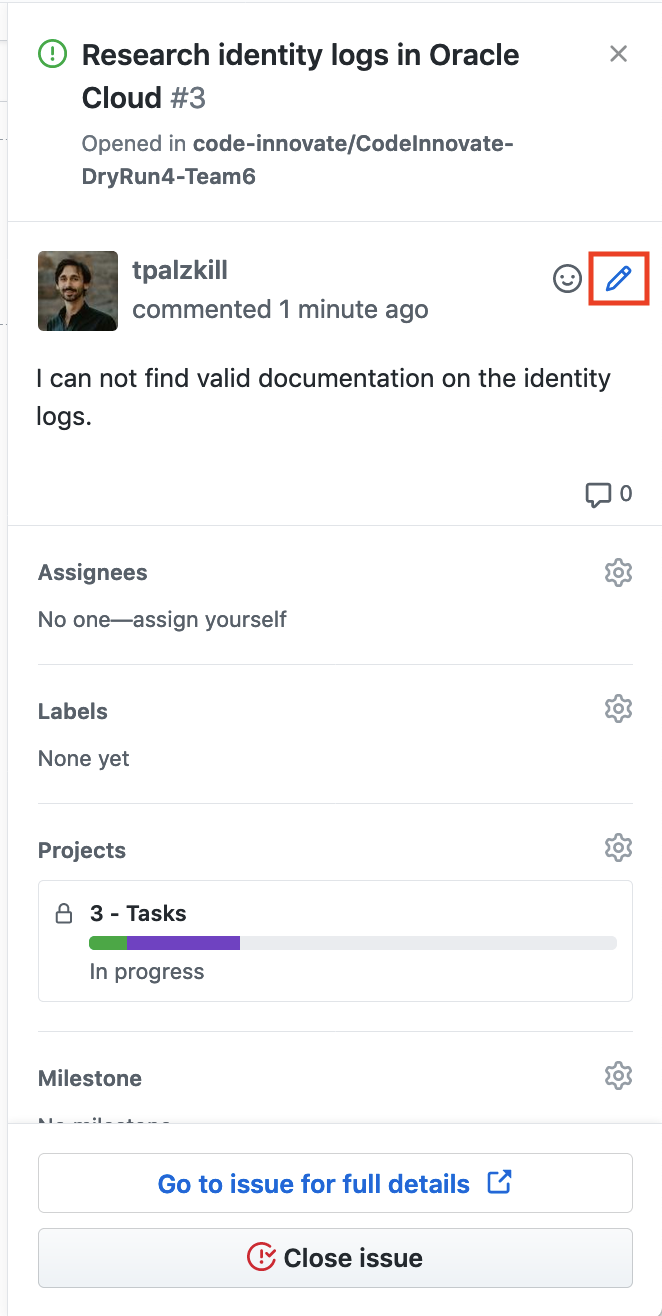 Research identity logs in Oracle
Cloud #3
Opened in code-innovate/CodeInnovate-
DryRun4-Team6
tpalzkill
commented 1 minute ago
I can not find valid documentation on the identity
logs.
0
Assignees
No one—assign yourself
Labels
None yet
Projects
3 - Tasks
In progress
Milestone
No milestone
Go to issue for full details
Close issue